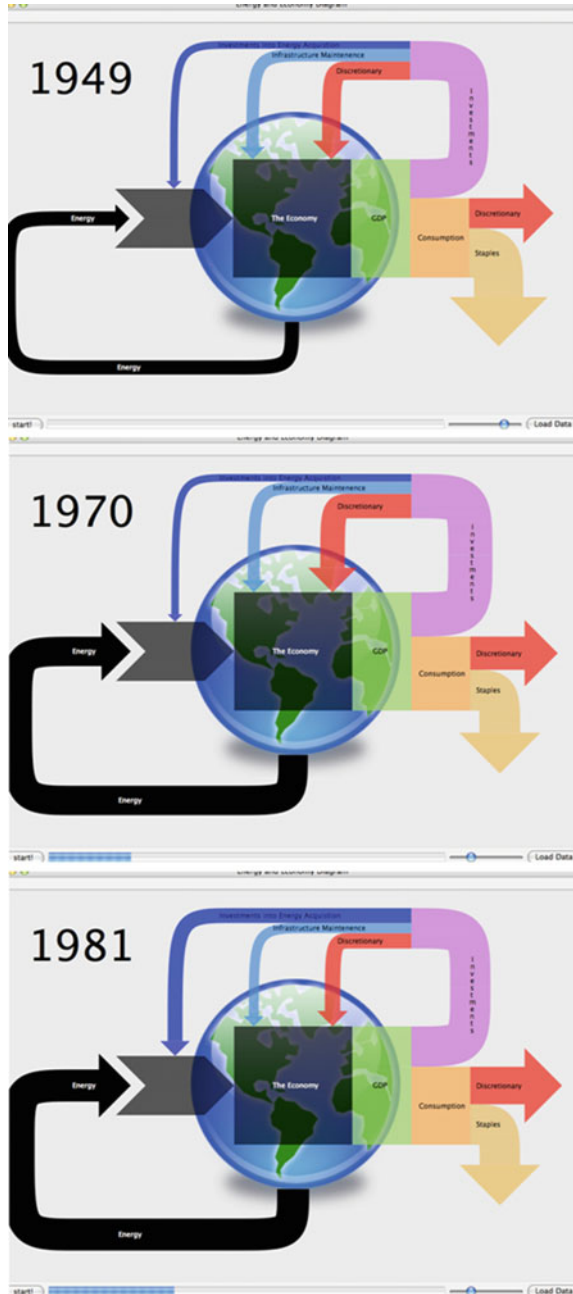 Energy and Economy Diagram
1949
Investments into Energy Acquistion
Infrastructure Maintenence
Discretionary
Investments
Energy
The Economy
GDP
Consumption
Discretionary
Staples
Energy
start!
Load Data
Energy and Economy Diagram
1970
Investments into Energy Acquistion
Infrastructure Maintenence
Discretionary
Investments
Energy
The Economy
GDP
Consumption
Discretionary
Staples
Energy
start!
Load Data
Energy and Economy Diagram
1981
Investments into Energy Acquistion
Infrastructure Maintenence
Discretionary
Investments
Energy
The Economy
GDP
Consumption
Discretionary
Staples
Energy
start!
Load Data